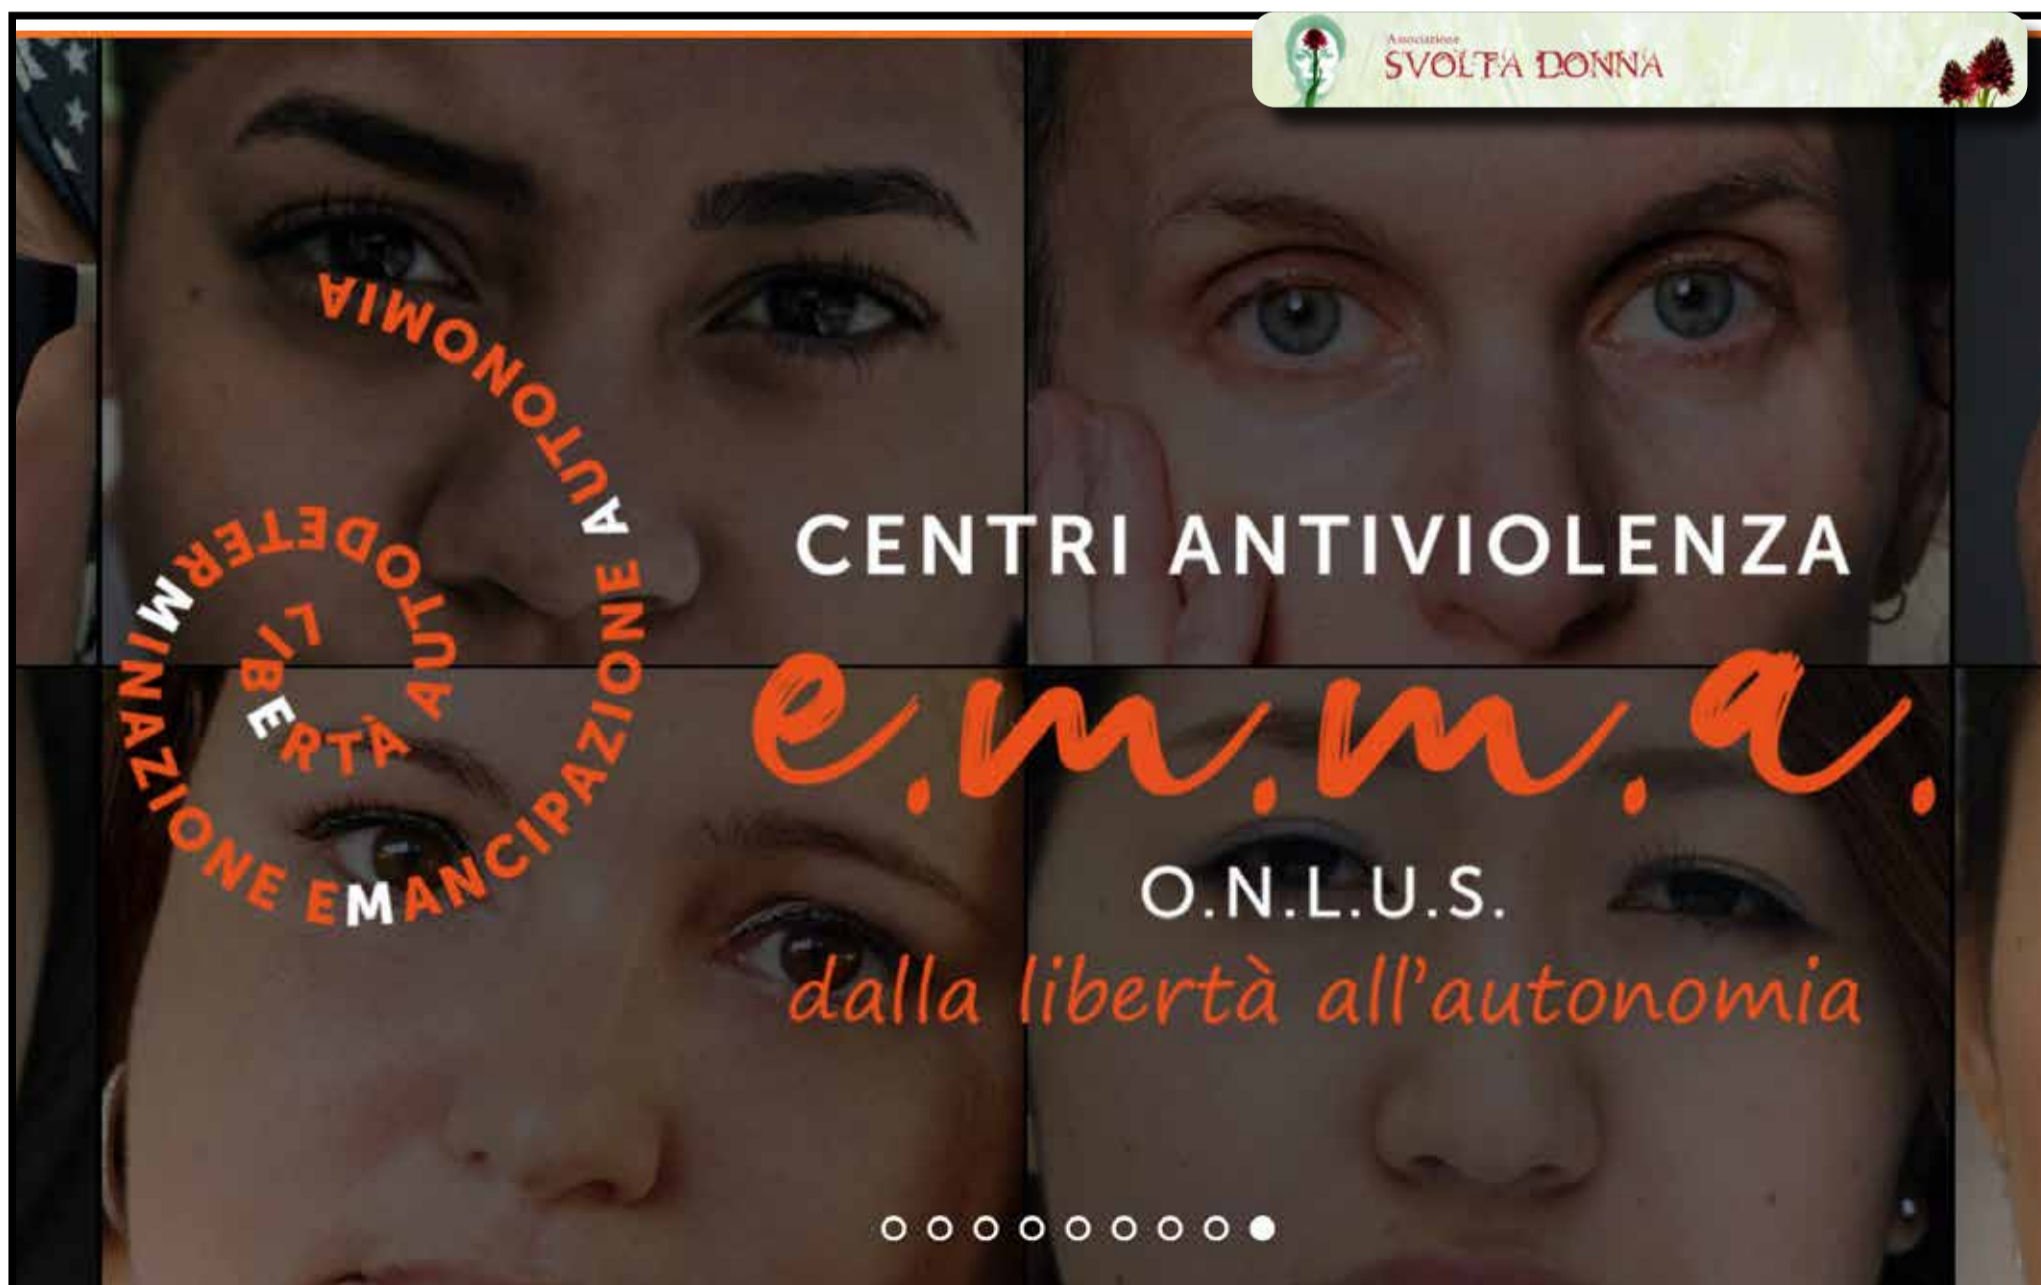 Associazione
SVOLTA DONNA
LIBERTÀ AUTODETERMINAZIONE EMANCIPAZIONE AUTONOMIA
CENTRI ANTIVIOLENZA
e.m.m.a.
O.N.L.U.S.
dalla libertà all'autonomia